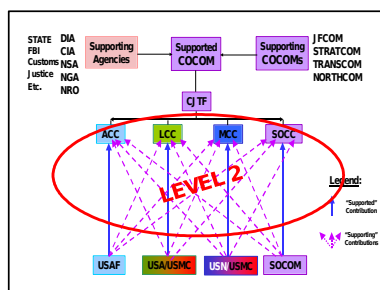 STATE
FBI
Customs
Justice
Etc.
DIA
CIA
NSA
NGA
NRO
Supporting
Agencies
Supported
COCOM
Supporting
COCOMs
JFCOM
STRATCOM
TRANSCOM
NORTHCOM
CJTF
ACC
LCC
MCC
SOCC
LEVEL 2
Legend:
"Supported"
Contribution
"Supporting"
Contributions
USAF
USA/USMC
USN/USMC
SOCOM